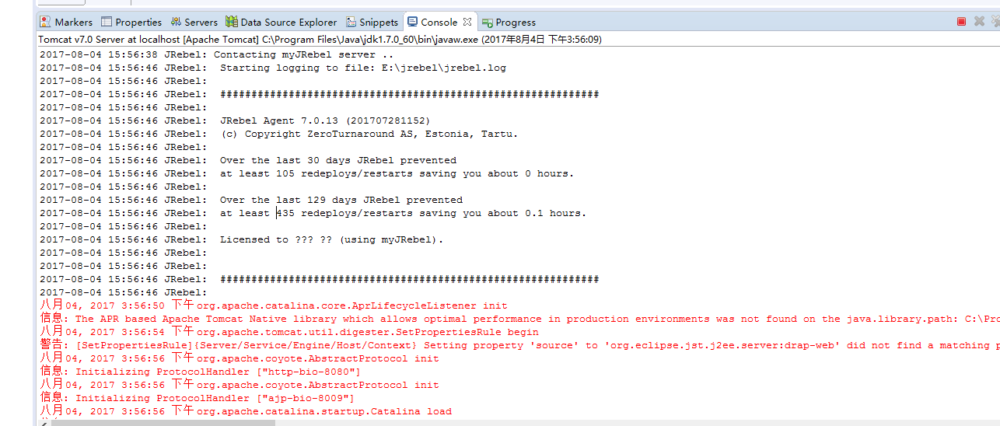 Markers Properties Servers Data Source Explorer Snippets Console Progress
Tomcat v7.0 Server at localhost [Apache Tomcat] C:\Program Files\Java\jdk1.7.0_60\bin\javaw.exe (2017年8月4日 下午3:56:09)
2017-08-04 15:56:38 JRebel: Contacting myJRebel server ..
2017-08-04 15:56:46 JRebel:  Starting logging to file: E:\jrebel\jrebel.log
2017-08-04 15:56:46 JRebel:
2017-08-04 15:56:46 JRebel:  #############################################################
2017-08-04 15:56:46 JRebel:
2017-08-04 15:56:46 JRebel:  JRebel Agent 7.0.13 (201707281152)
2017-08-04 15:56:46 JRebel:  (c) Copyright ZeroTurnaround AS, Estonia, Tartu.
2017-08-04 15:56:46 JRebel:
2017-08-04 15:56:46 JRebel:  Over the last 30 days JRebel prevented
2017-08-04 15:56:46 JRebel:  at least 105 redeploys/restarts saving you about 0 hours.
2017-08-04 15:56:46 JRebel:
2017-08-04 15:56:46 JRebel:  Over the last 129 days JRebel prevented
2017-08-04 15:56:46 JRebel:  at least 435 redeploys/restarts saving you about 0.1 hours.
2017-08-04 15:56:46 JRebel:
2017-08-04 15:56:46 JRebel:  Licensed to ??? ?? (using myJRebel).
2017-08-04 15:56:46 JRebel:
2017-08-04 15:56:46 JRebel:
2017-08-04 15:56:46 JRebel:  #############################################################
2017-08-04 15:56:46 JRebel:
八月 04, 2017 3:56:50 下午 org.apache.catalina.core.AprLifecycleListener init
信息: The APR based Apache Tomcat Native library which allows optimal performance in production environments was not found on the java.library.path: C:\Pro
八月 04, 2017 3:56:54 下午 org.apache.tomcat.util.digester.SetPropertiesRule begin
警告: [SetPropertiesRule]{Server/Service/Engine/Host/Context} Setting property 'source' to 'org.eclipse.jst.j2ee.server:drap-web' did not find a matching p
八月 04, 2017 3:56:56 下午 org.apache.coyote.AbstractProtocol init
信息: Initializing ProtocolHandler ["http-bio-8080"]
八月 04, 2017 3:56:56 下午 org.apache.coyote.AbstractProtocol init
信息: Initializing ProtocolHandler ["ajp-bio-8009"]
八月 04, 2017 3:56:56 下午 org.apache.catalina.startup.Catalina load